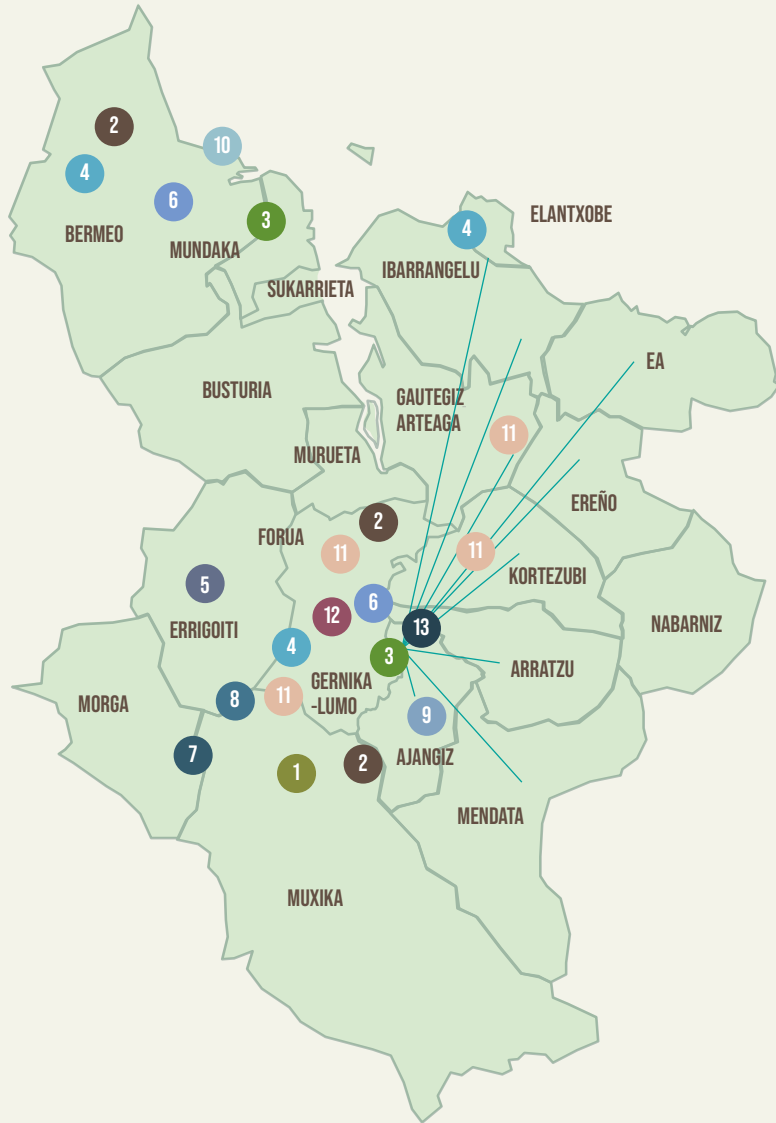 2
10
4
6
3
BERMEO
MUNDAKA
SUKARRIETA
4
ELANTXOBE
IBARRANGELU
EA
BUSTURIA
GAUTEGIZ
ARTEAGA
11
MURUETA
EREÑO
2
FORUA
11
11
KORTEZUBI
5
6
12
13
NABARNIZ
ERRIGOITI
4
3
ARRATZU
GERNIKA
-LUMO
MORGA
8
11
9
7
1
2
AJANGIZ
MENDATA
MUXIKA